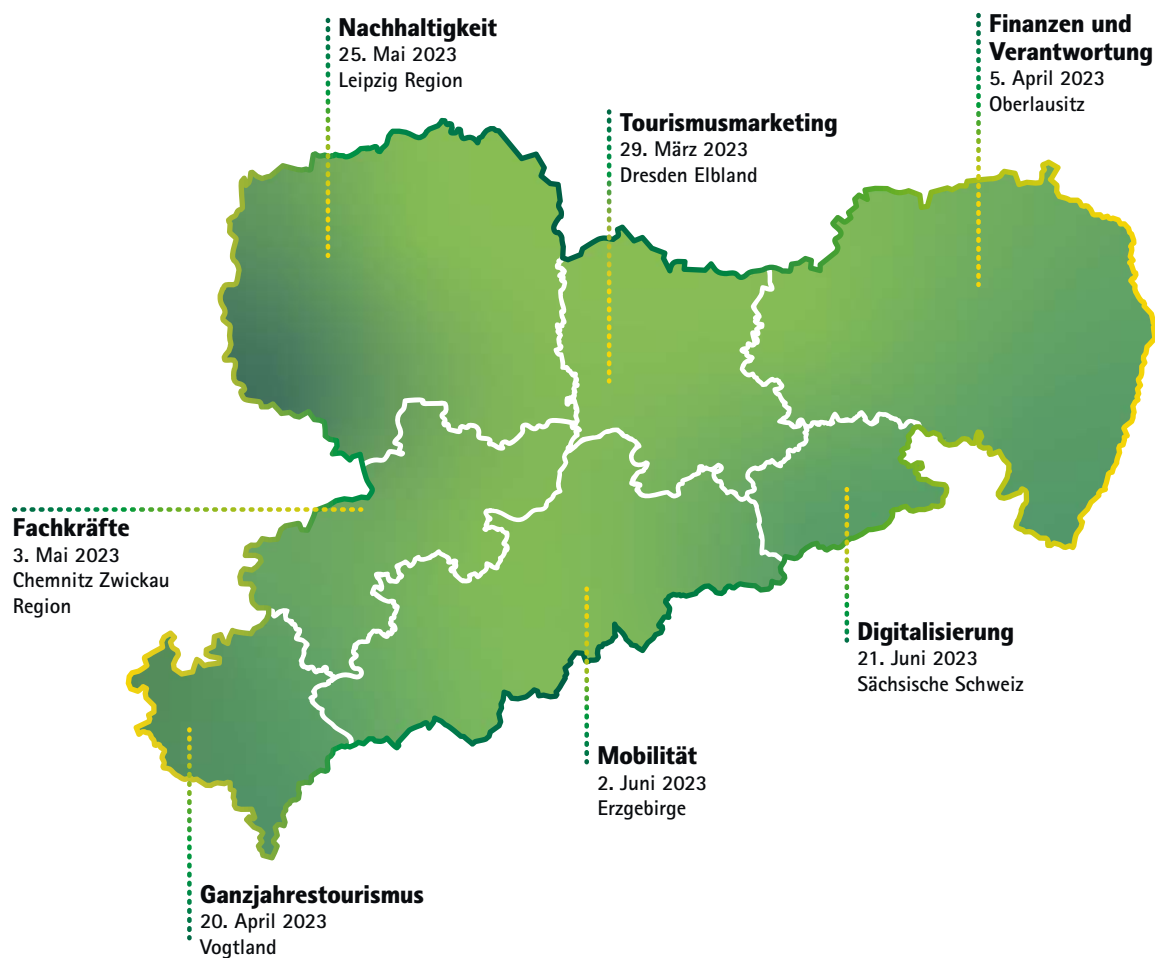 Nachhaltigkeit
25. Mai 2023
Leipzig Region
Finanzen und
Verantwortung
5. April 2023
Oberlausitz
Tourismusmarketing
29. März 2023
Dresden Elbland
Fachkräfte
3. Mai 2023
Chemnitz Zwickau
Region
Digitalisierung
21. Juni 2023
Sächsische Schweiz
Mobilität
2. Juni 2023
Erzgebirge
Ganzjahrestourismus
20. April 2023
Vogtland